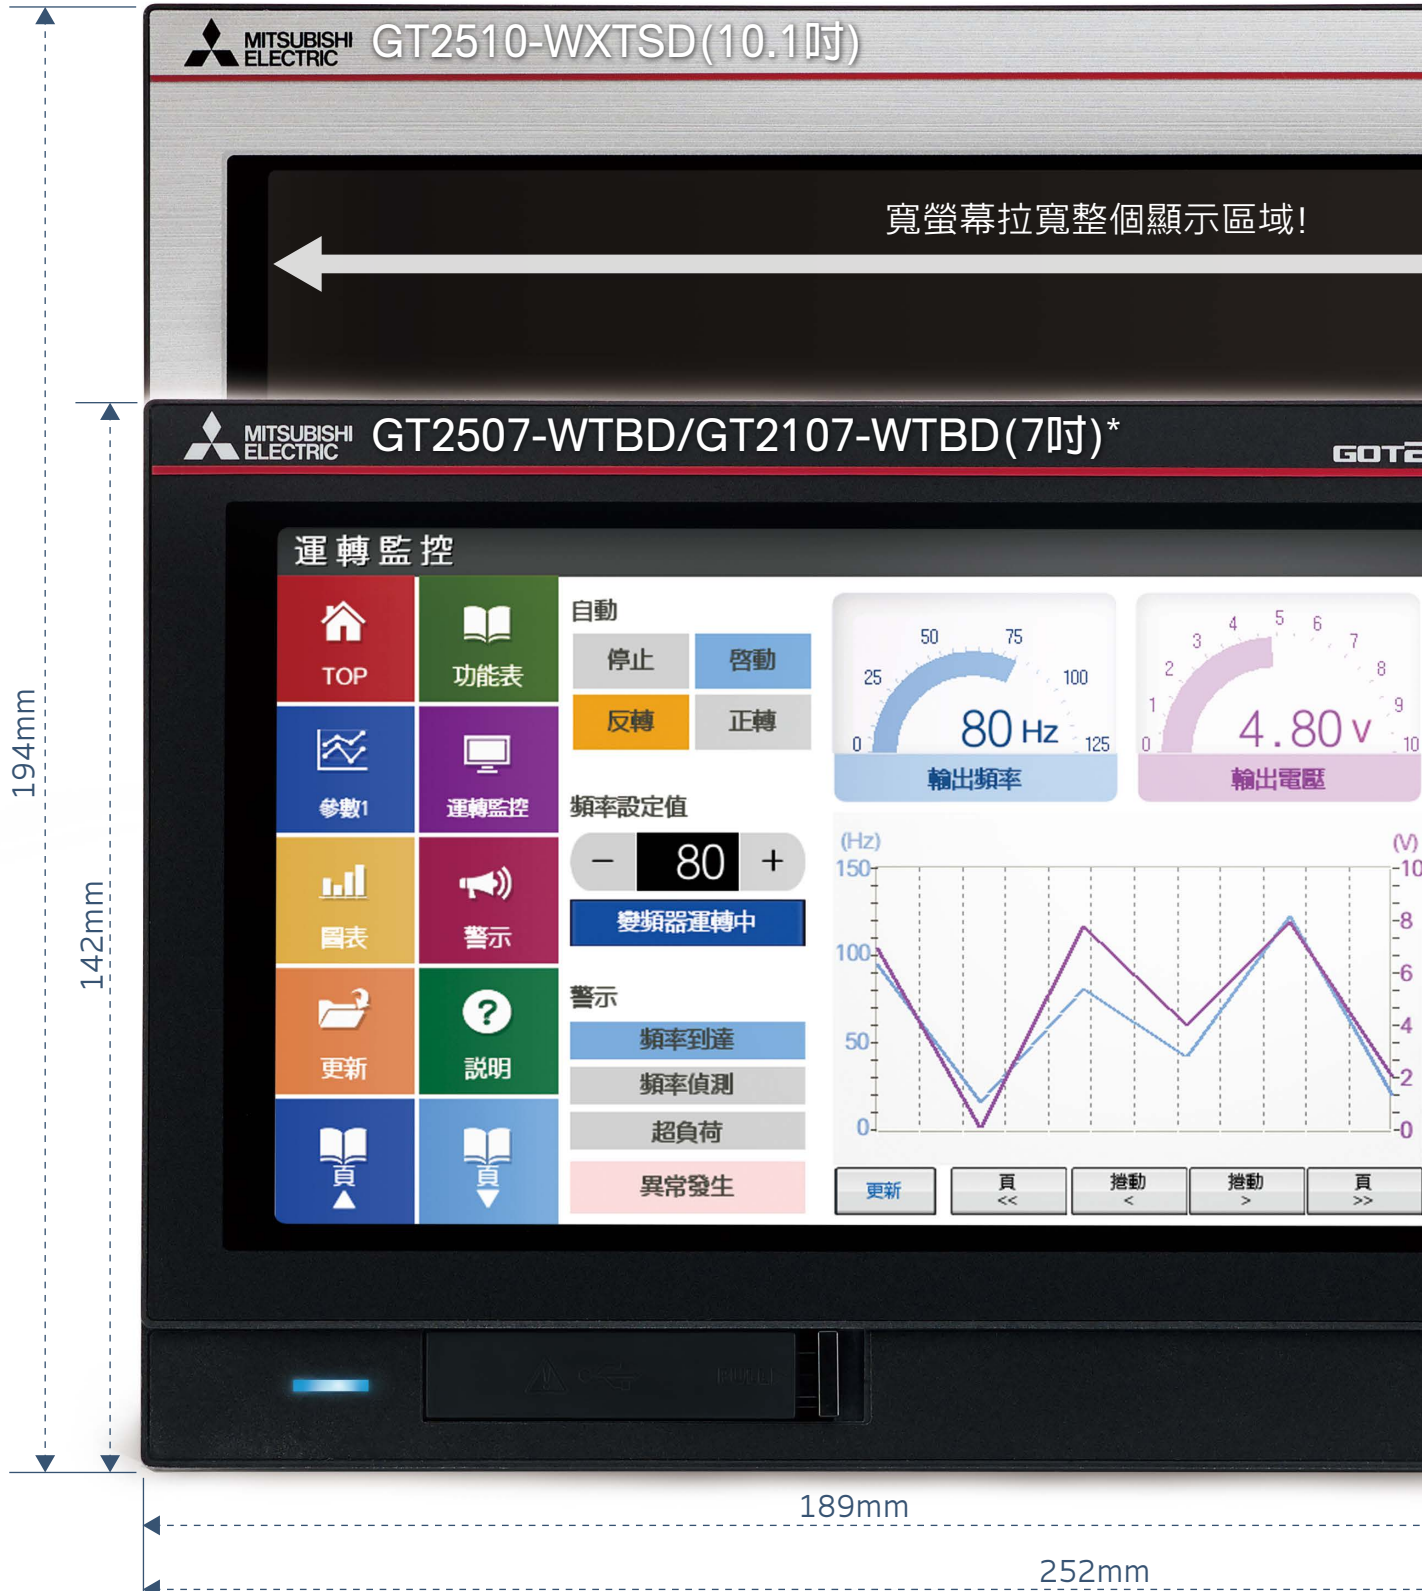 MITSUBISHI
ELECTRIC
GT2510-WXTSD(10.1吋)
寬螢幕拉寬整個顯示區域!
MITSUBISHI
ELECTRIC
GT2507-WTBD/GT2107-WTBD(7吋)*
GOT2
運轉監控
TOP
功能表
參數1
運轉監控
圖表
警示
更新
?
説明
頁
頁
自動
停止
啓動
反轉
正轉
頻率設定值
− 80 +
變頻器運轉中
警示
頻率到達
頻率偵測
超負荷
異常發生
0 25 50 75 100 125
80 Hz
輸出頻率
0 1 2 3 4 5 6 7 8 9 10
4.80 V
輸出電壓
(Hz)
150
100
50
0
(V)
10
8
6
4
2
0
更新
頁
<<
捲動
<
捲動
>
頁
>>
194mm
142mm
189mm
252mm